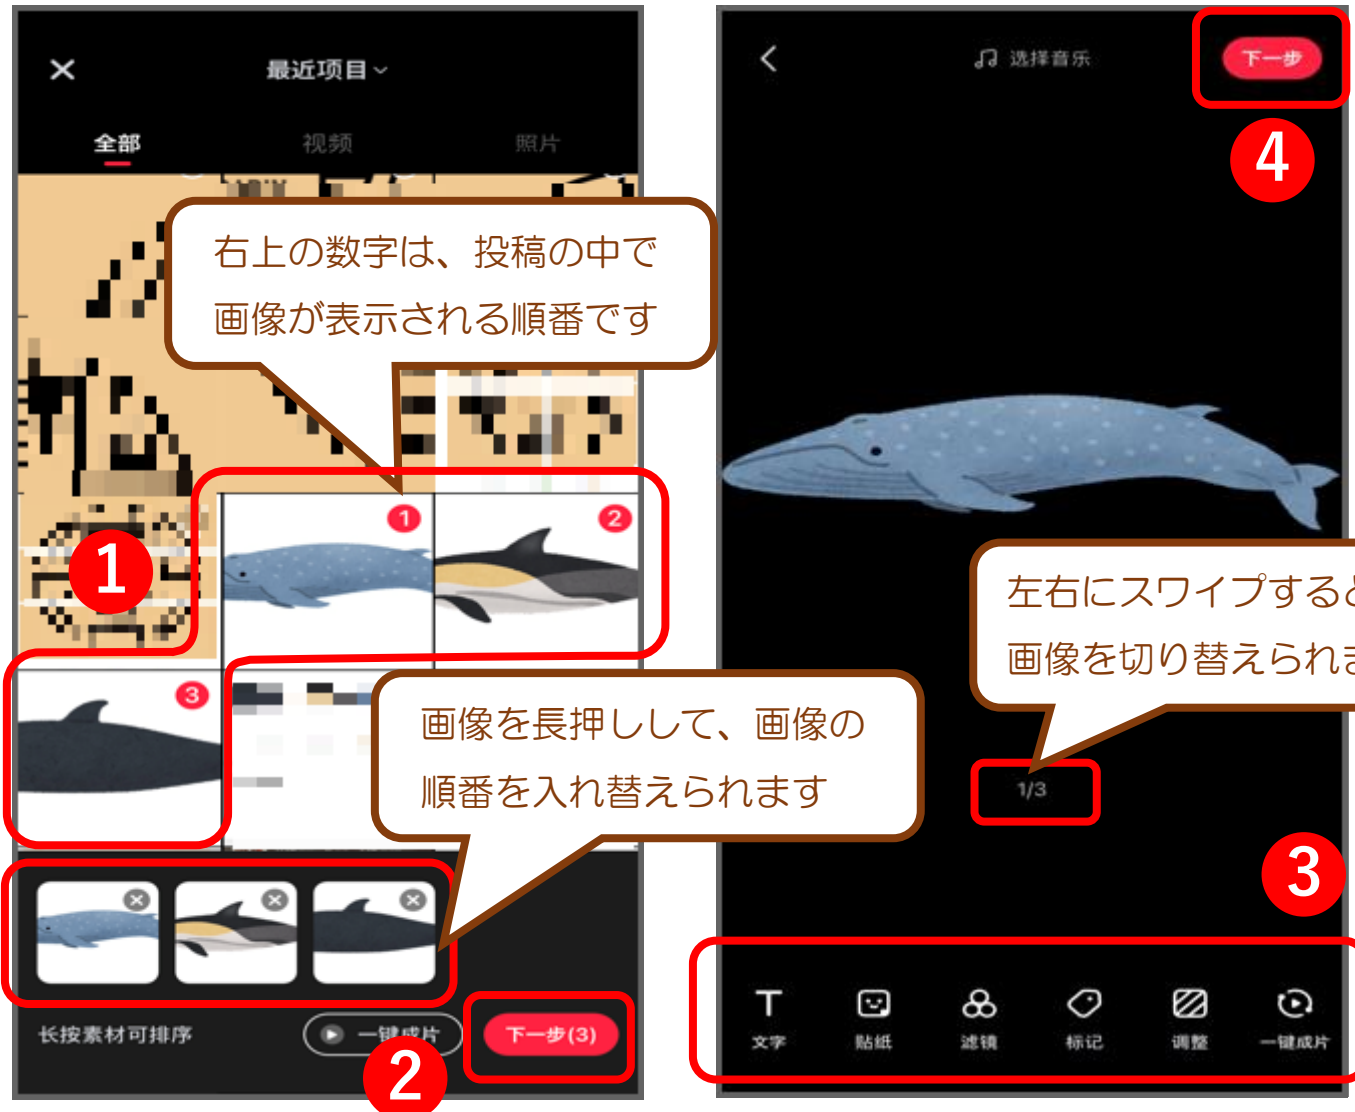 最近项目
全部
视频
照片
右上の数字は、投稿の中で
画像が表示される順番です
1
1
2
3
画像を長押しして、画像の
順番を入れ替えられます
长按素材可排序
一键成片
下一步(3)
2
选择音乐
下一步
4
左右にスワイプすると
画像を切り替えられま
1/3
3
文字
贴纸
滤镜
标记
调整
一键成片